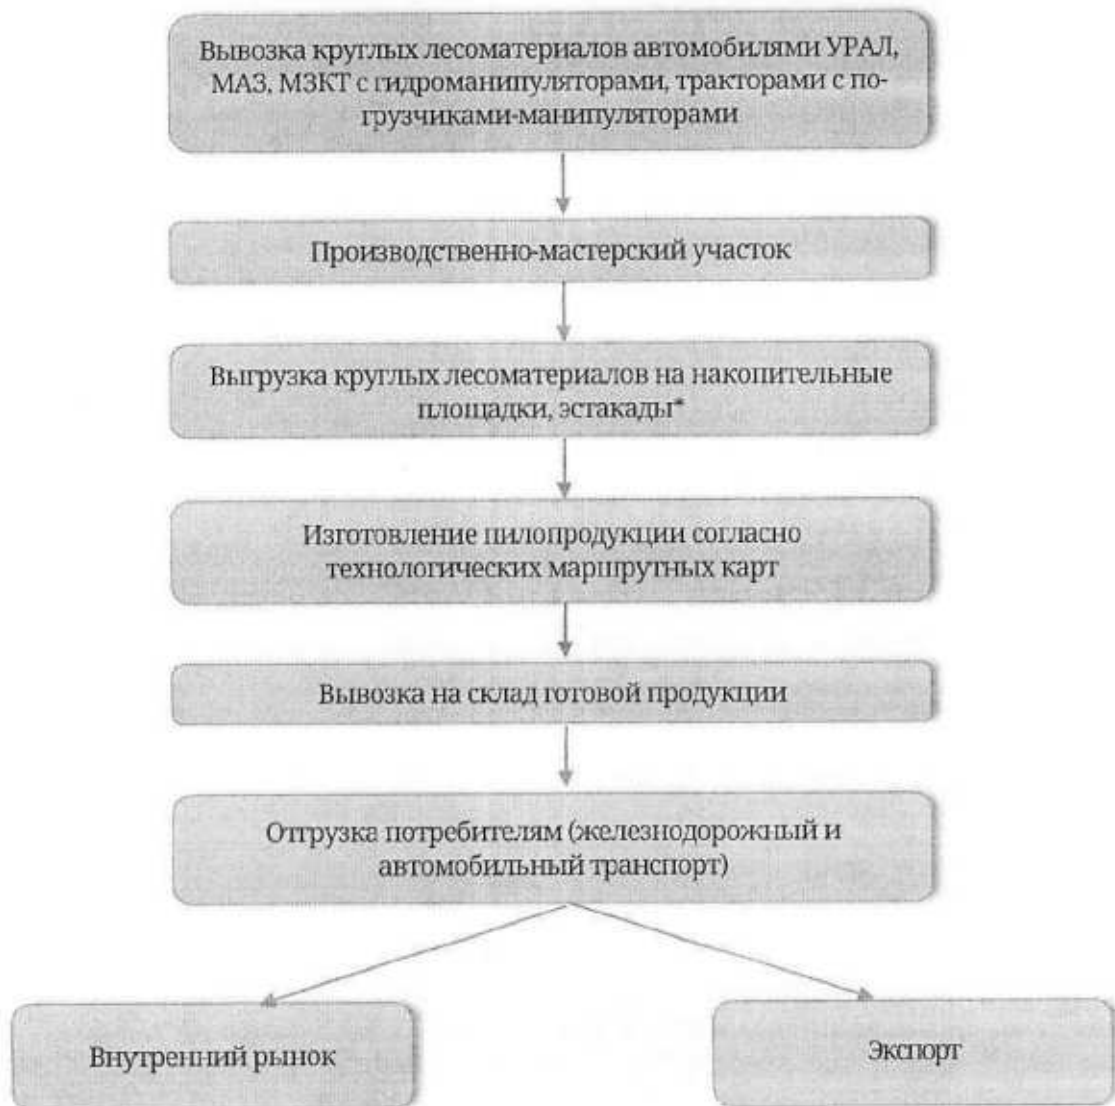 Вывозка круглых лесоматериалов автомобилями УРАЛ,
МАЗ, МЗКТ с гидроманипуляторами, тракторами с по-
грузчиками-манипуляторами
Производственно-мастерский участок
Выгрузка круглых лесоматериалов на накопительные
площадки, эстакады*
Изготовление пилопродукции согласно
технологических маршрутных карт
Вывозка на склад готовой продукции
Отгрузка потребителям (железнодорожный и
автомобильный транспорт)
Внутренний рынок
Экспорт